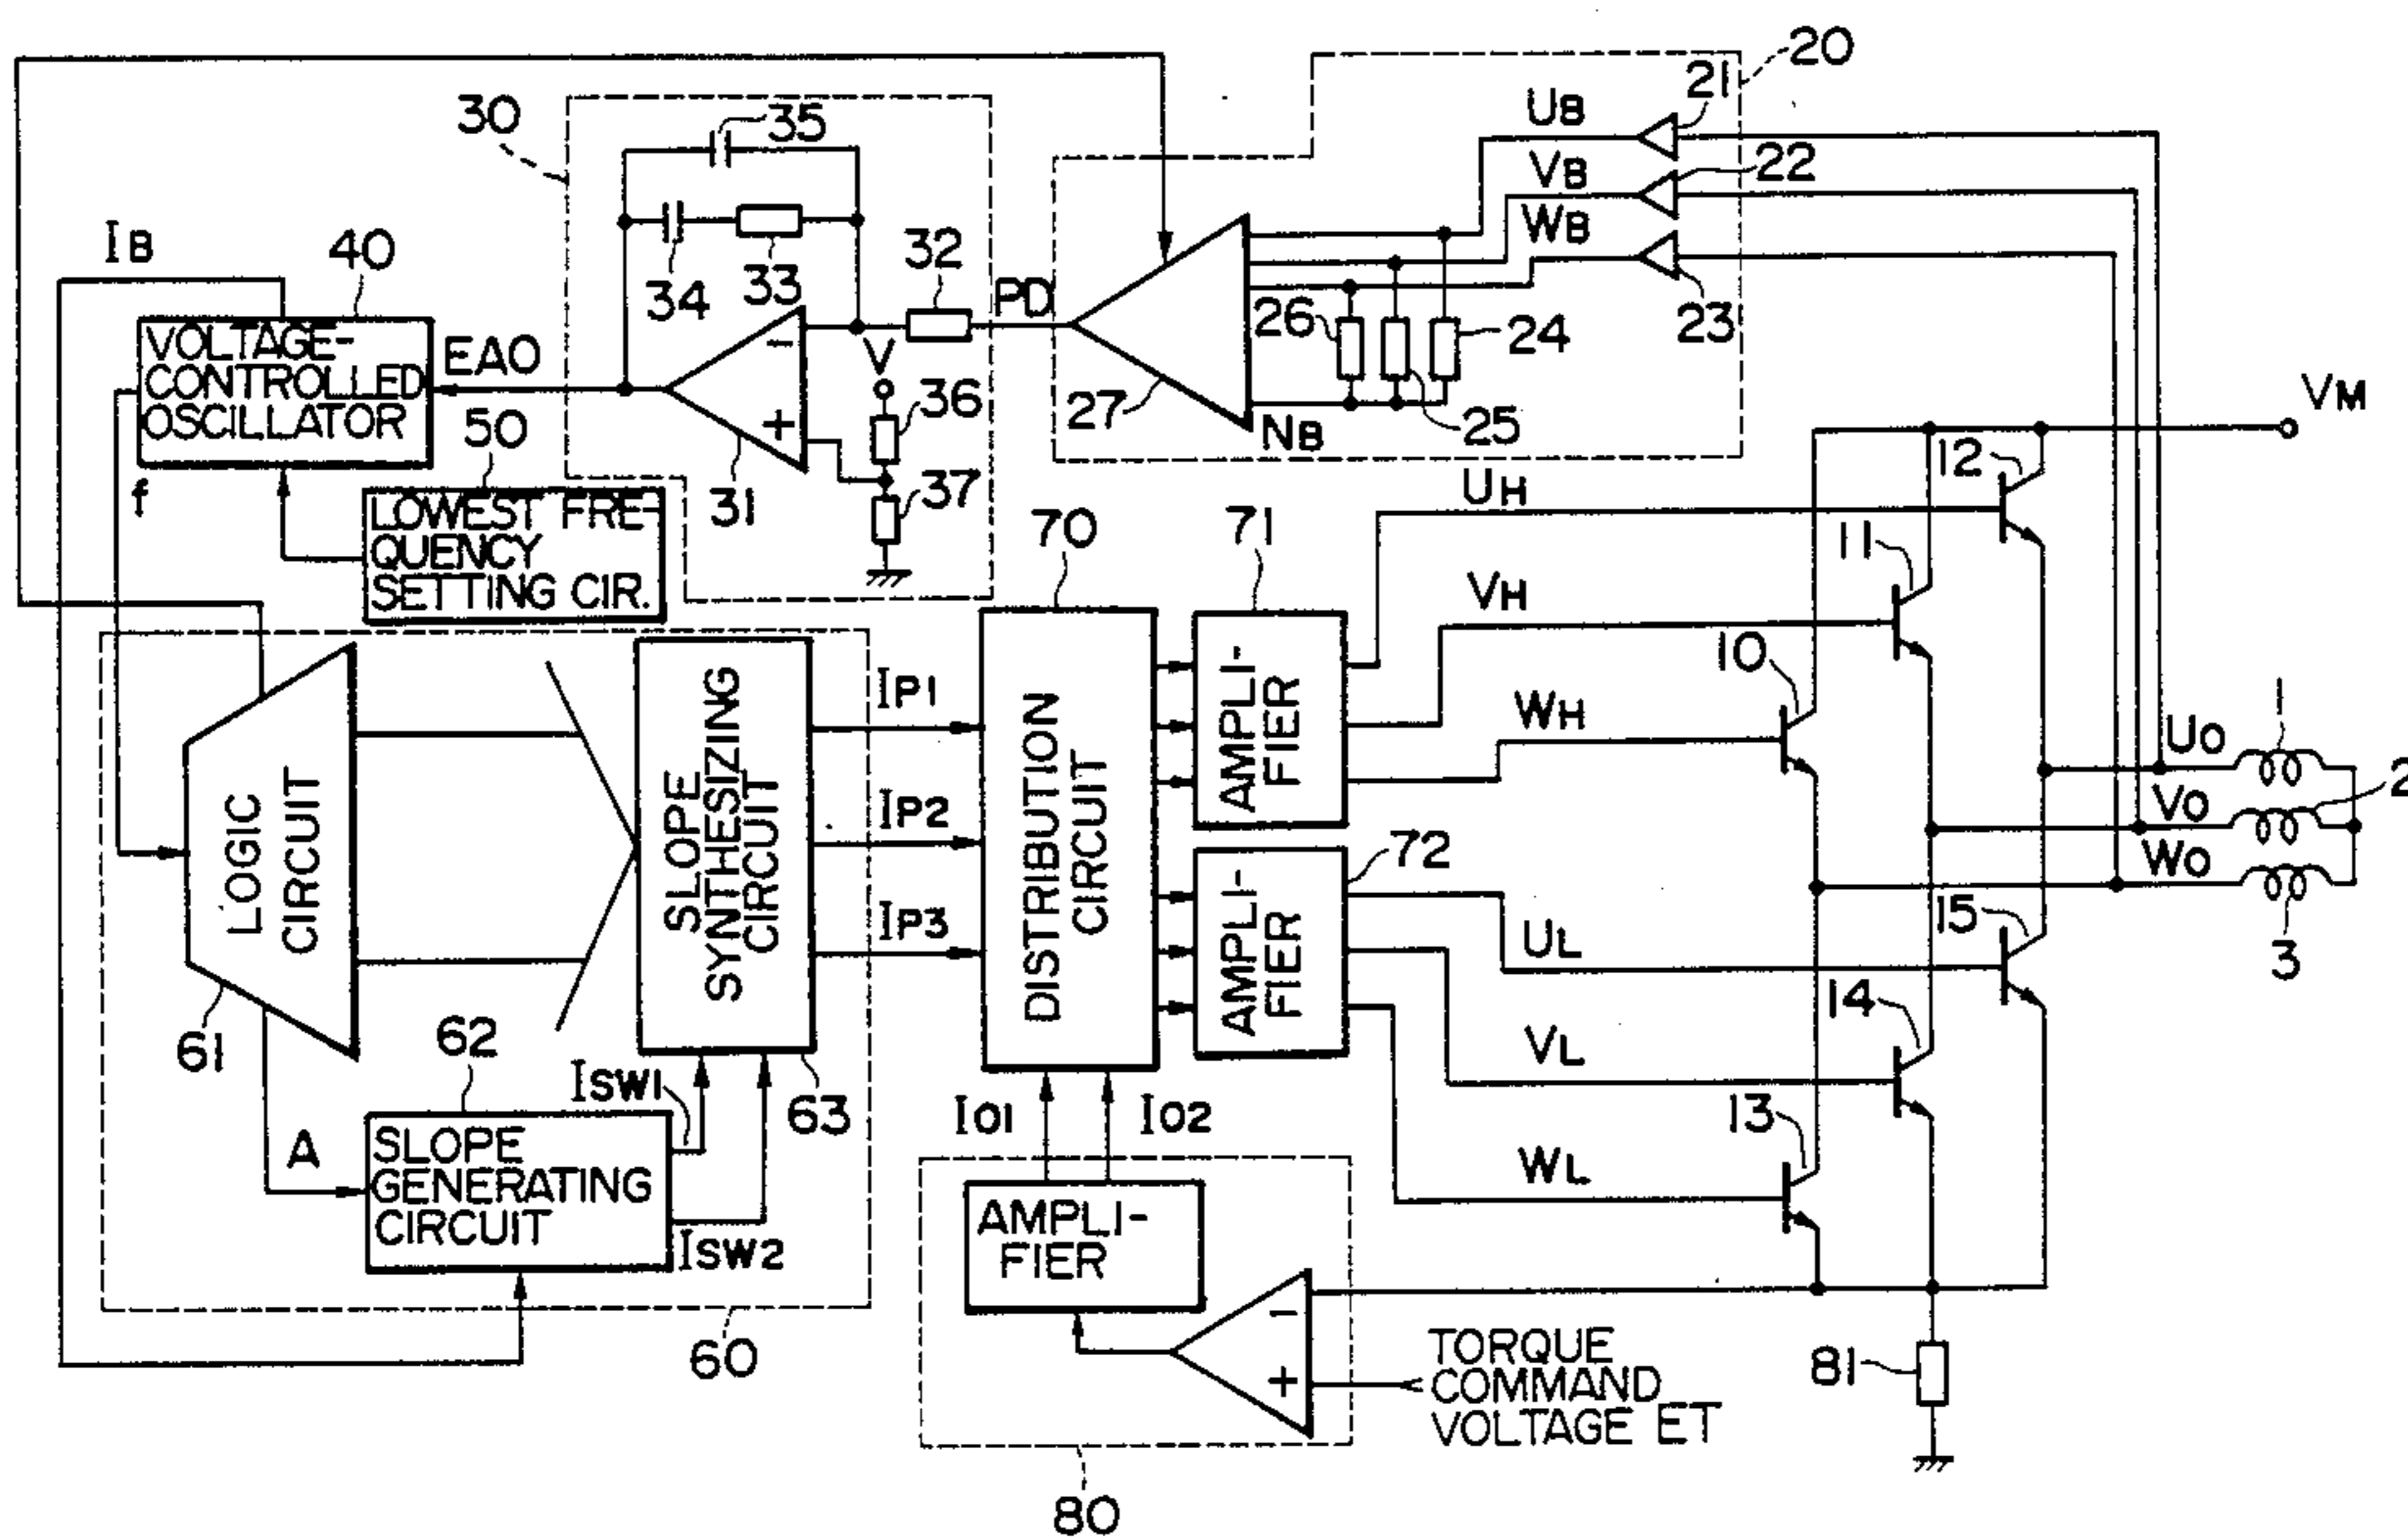 20
21
UB
30
35
VB
22
WB
IB
40
32
PD
34
33
26
24
23
VOLTAGE-
CONTROLLED
OSCILLATOR
EAO
-
V
VM
50
+
36
27
NB
25
12
f
31
37
UH
LOWEST FRE-
QUENCY
SETTING CIR.
70
71
11
VH
10
LOGIC
CIRCUIT
SLOPE
SYNTHESIZING
CIRCUIT
IP1
IP2
IP3
DISTRIBUTION
CIRCUIT
AMPLI-
FIER
WH
1
UO
2
VO
WO
72
AMPLI-
FIER
15
UL
3
61
62
ISW1
63
14
VL
A
IO1
IO2
13
SLOPE
GENERATING
CIRCUIT
WL
ISW2
AMPLI-
FIER
-
+
60
TORQUE
COMMAND
VOLTAGE ET
81
80